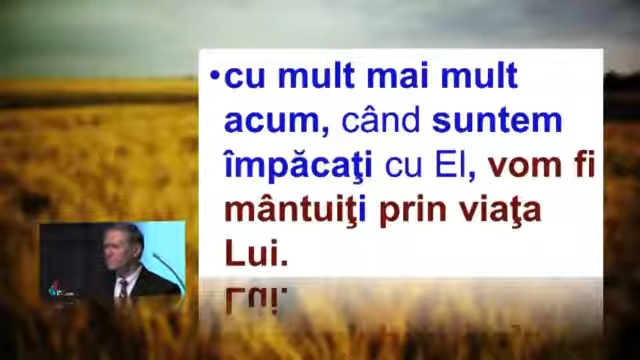 •cu mult mai mult
acum, când suntem
împăcaţi cu El, vom fi
mântuiţi prin viaţa
Lui.